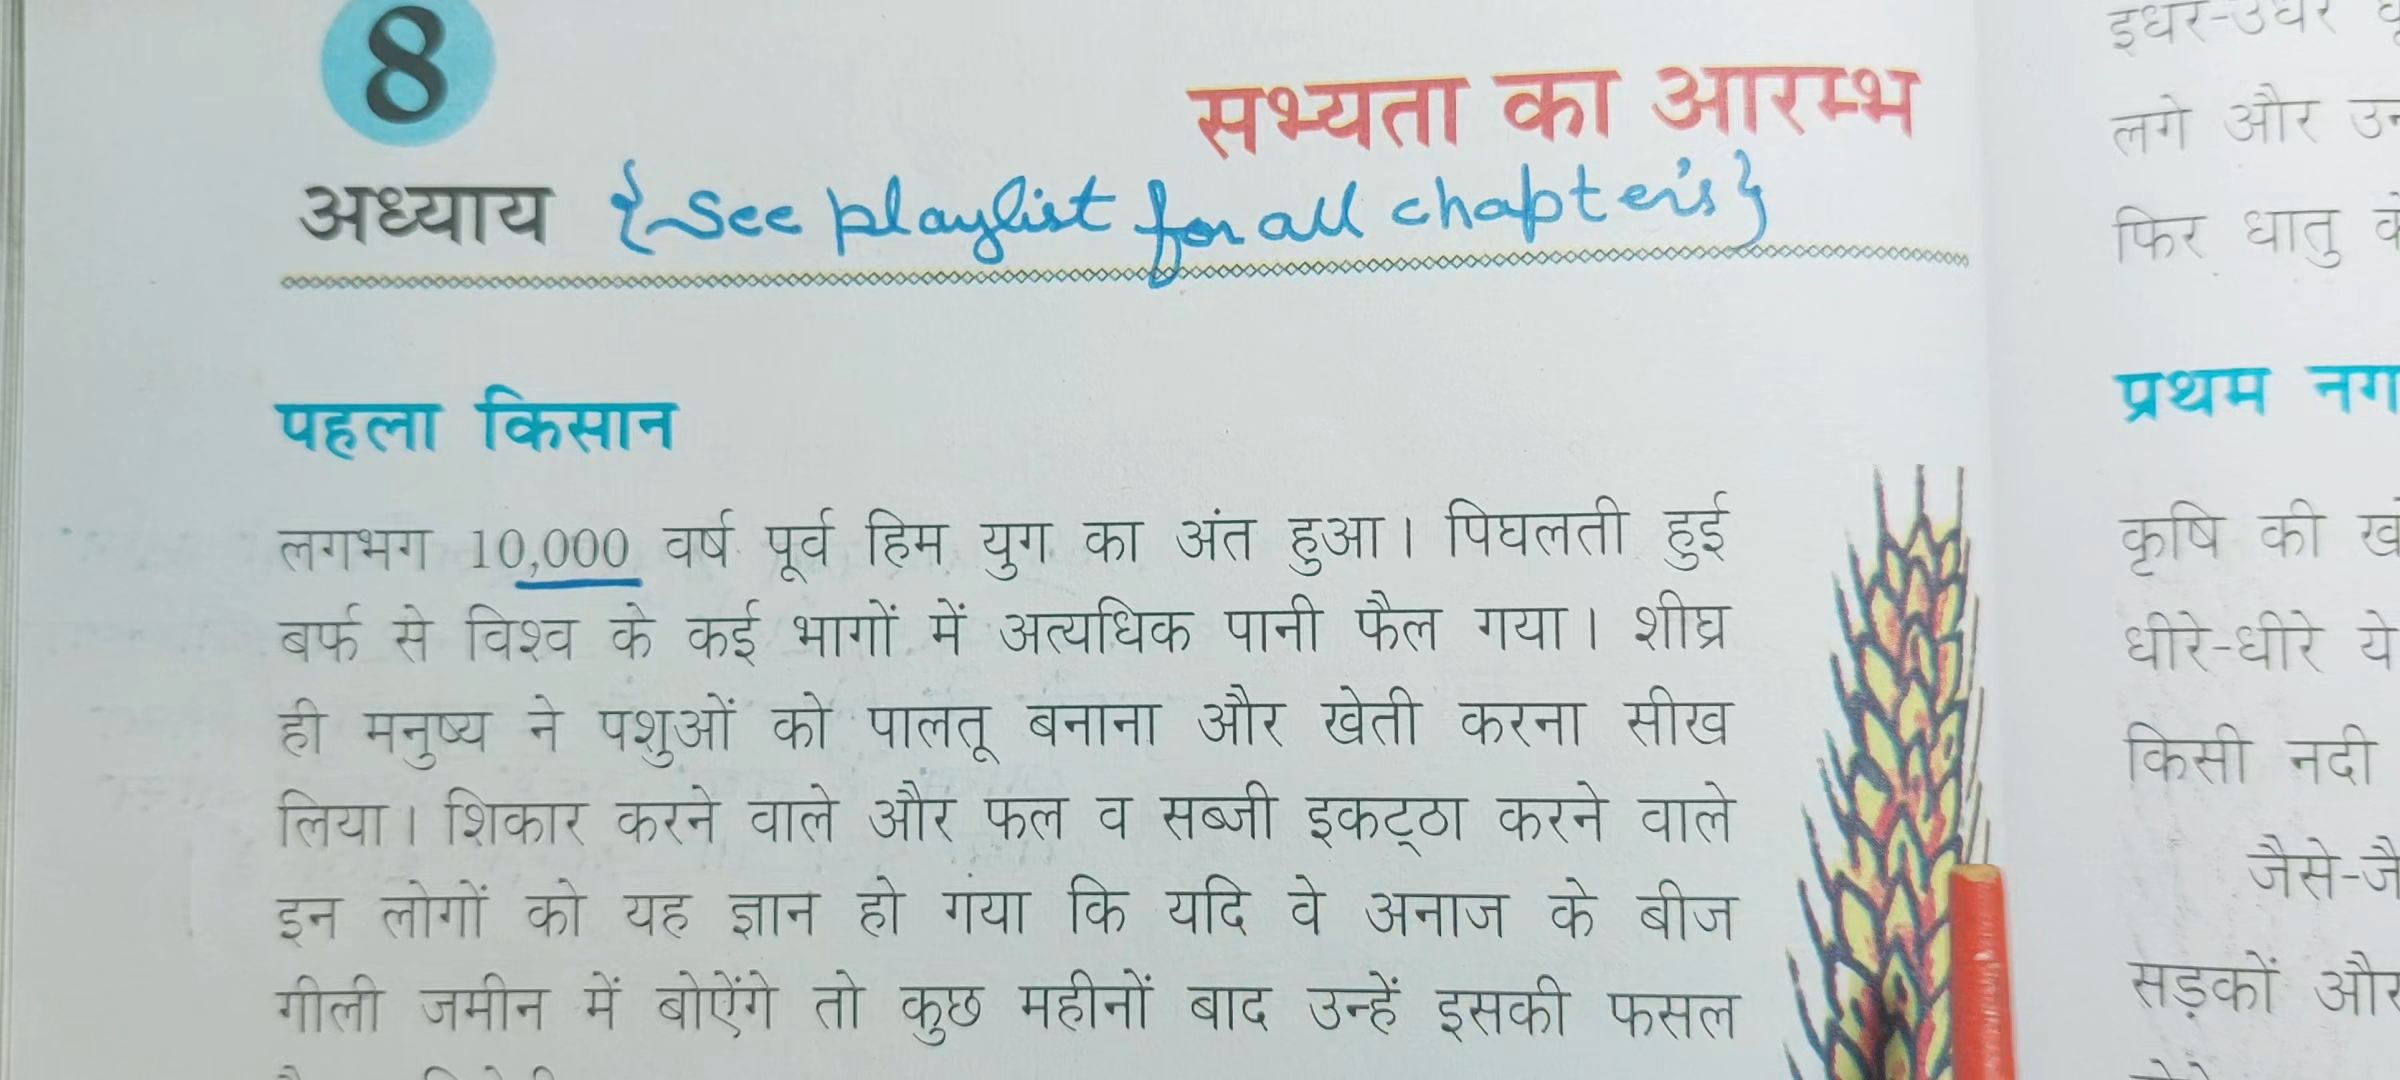 8
सभ्यता का आरम्भ
अध्याय {See playlist for all chapter's}
पहला किसान
लगभग 10,000 वर्ष पूर्व हिम युग का अंत हुआ। पिघलती हुई
बर्फ से विश्व के कई भागों में अत्यधिक पानी फैल गया। शीघ्र
ही मनुष्य ने पशुओं को पालतू बनाना और खेती करना सीख
लिया। शिकार करने वाले और फल व सब्जी इकट्ठा करने वाले
इन लोगों को यह ज्ञान हो गया कि यदि वे अनाज के बीज
गीली जमीन में बोऐंगे तो कुछ महीनों बाद उन्हें इसकी फसल
इधर-उधर
लगे और
फिर धातु
प्रथम
कृषि की
धीरे-धीरे ये
किसी नदी
सड़कों और